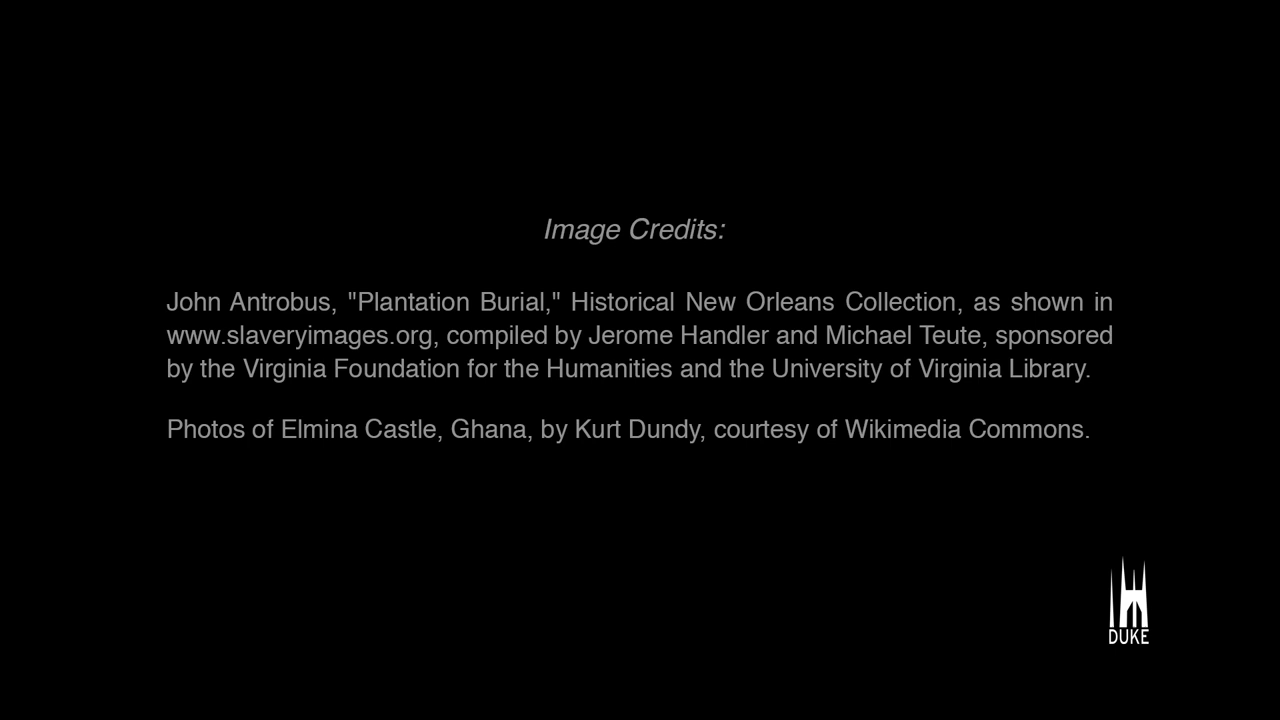 Image Credits:
John Antrobus, "Plantation Burial," Historical New Orleans Collection, as shown in
www.slaveryimages.org, compiled by Jerome Handler and Michael Teute, sponsored
by the Virginia Foundation for the Humanities and the University of Virginia Library.
Photos of Elmina Castle, Ghana, by Kurt Dundy, courtesy of Wikimedia Commons.
DUKE